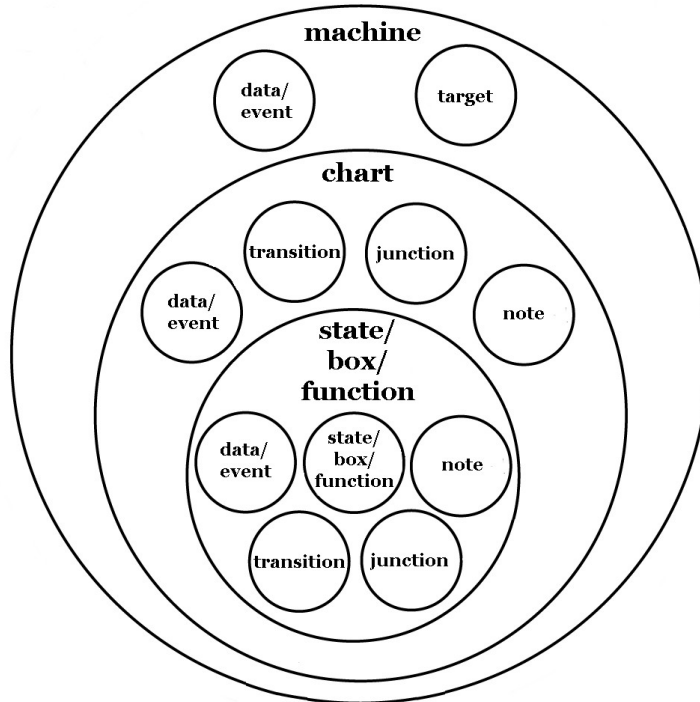 machine
data/
event
target
chart
transition
junction
data/
event
note
state/
box/
function
data/
event
state/
box/
function
note
transition
junction